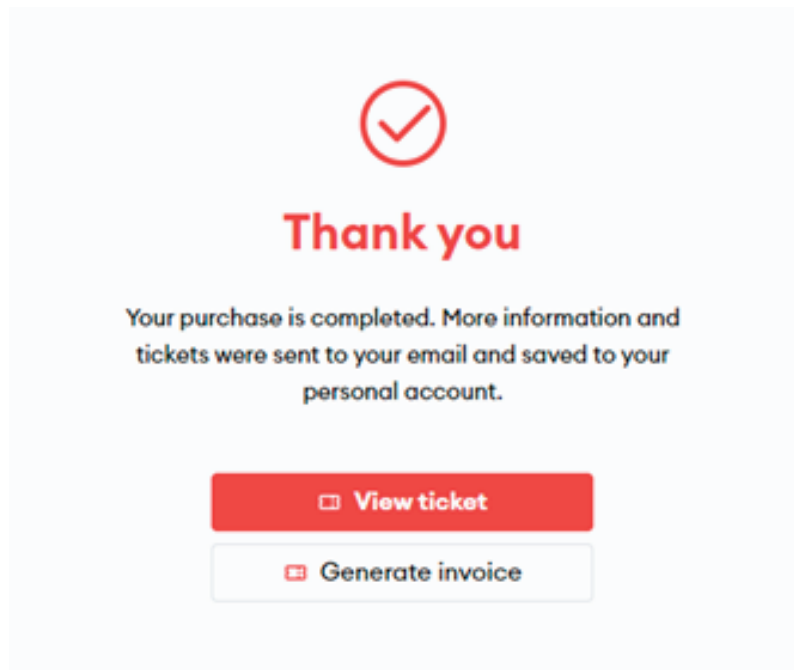 Thank you
Your purchase is completed. More information and
tickets were sent to your email and saved to your
personal account.
View ticket
Generate invoice